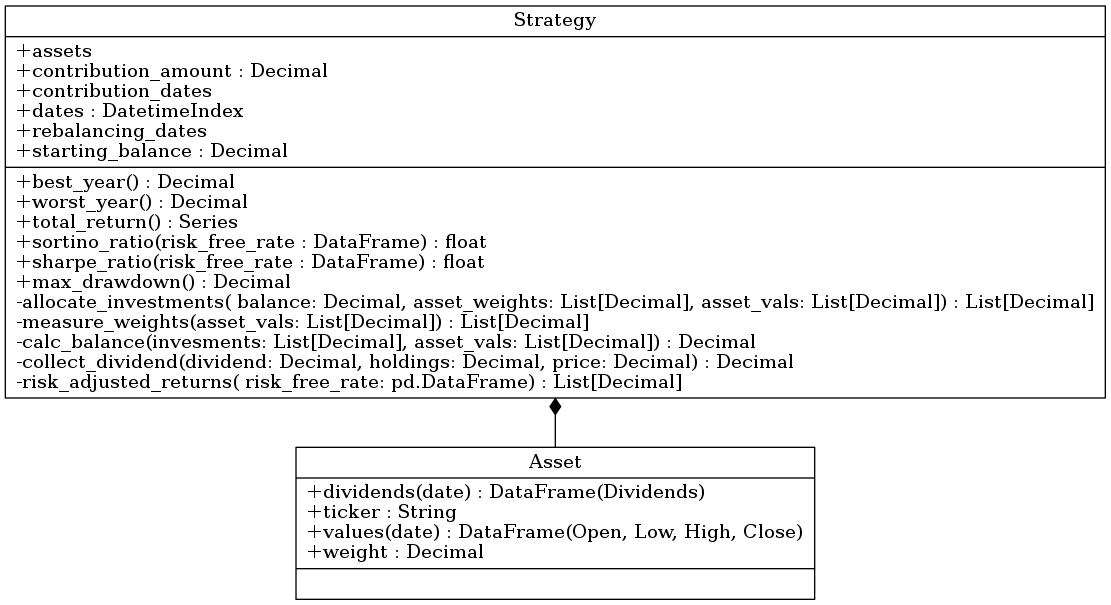 Strategy
+assets
+contribution_amount : Decimal
+contribution_dates
+dates : DatetimeIndex
+rebalancing_dates
+starting_balance : Decimal
+best_year() : Decimal
+worst_year() : Decimal
+total_return() : Series
+sortino_ratio(risk_free_rate : DataFrame) : float
+sharpe_ratio(risk_free_rate : DataFrame) : float
+max_drawdown() : Decimal
-allocate_investments( balance: Decimal, asset_weights: List[Decimal], asset_vals: List[Decimal]) : List[Decimal]
-measure_weights(asset_vals: List[Decimal]) : List[Decimal]
-calc_balance(invesments: List[Decimal], asset_vals: List[Decimal]) : Decimal
-collect_dividend(dividend: Decimal, holdings: Decimal, price: Decimal) : Decimal
-risk_adjusted_returns( risk_free_rate: pd.DataFrame) : List[Decimal]
Asset
+dividends(date) : DataFrame(Dividends)
+ticker : String
+values(date) : DataFrame(Open, Low, High, Close)
+weight : Decimal